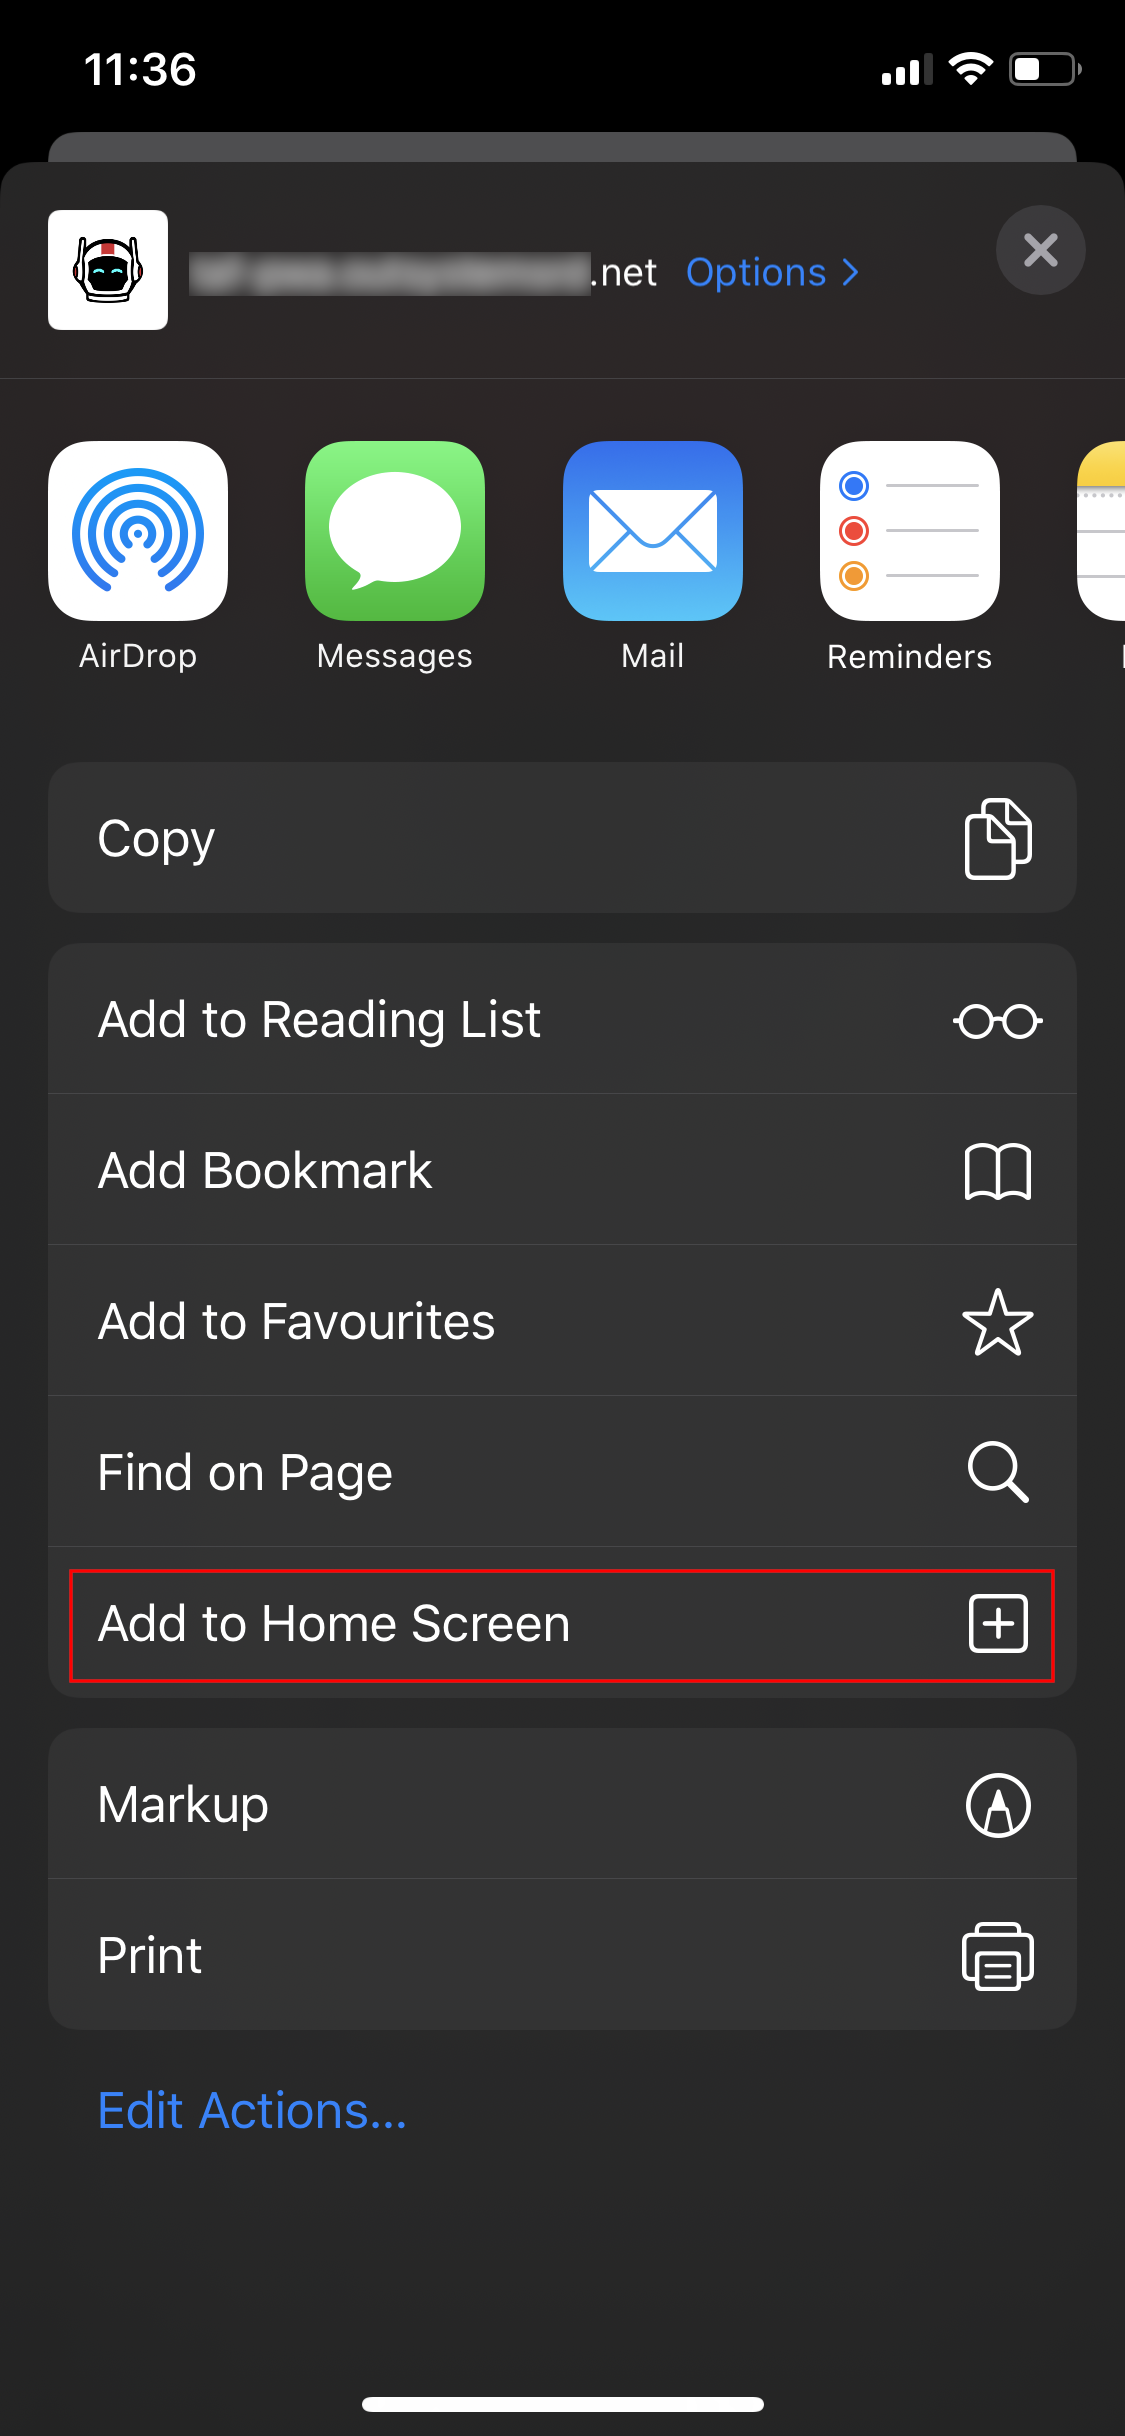 11:36
.net Options
AirDrop
Messages
Mail
Reminders
Copy
Add to Reading List
Add Bookmark
Add to Favourites
Find on Page
Add to Home Screen
Markup
Print
Edit Actions...